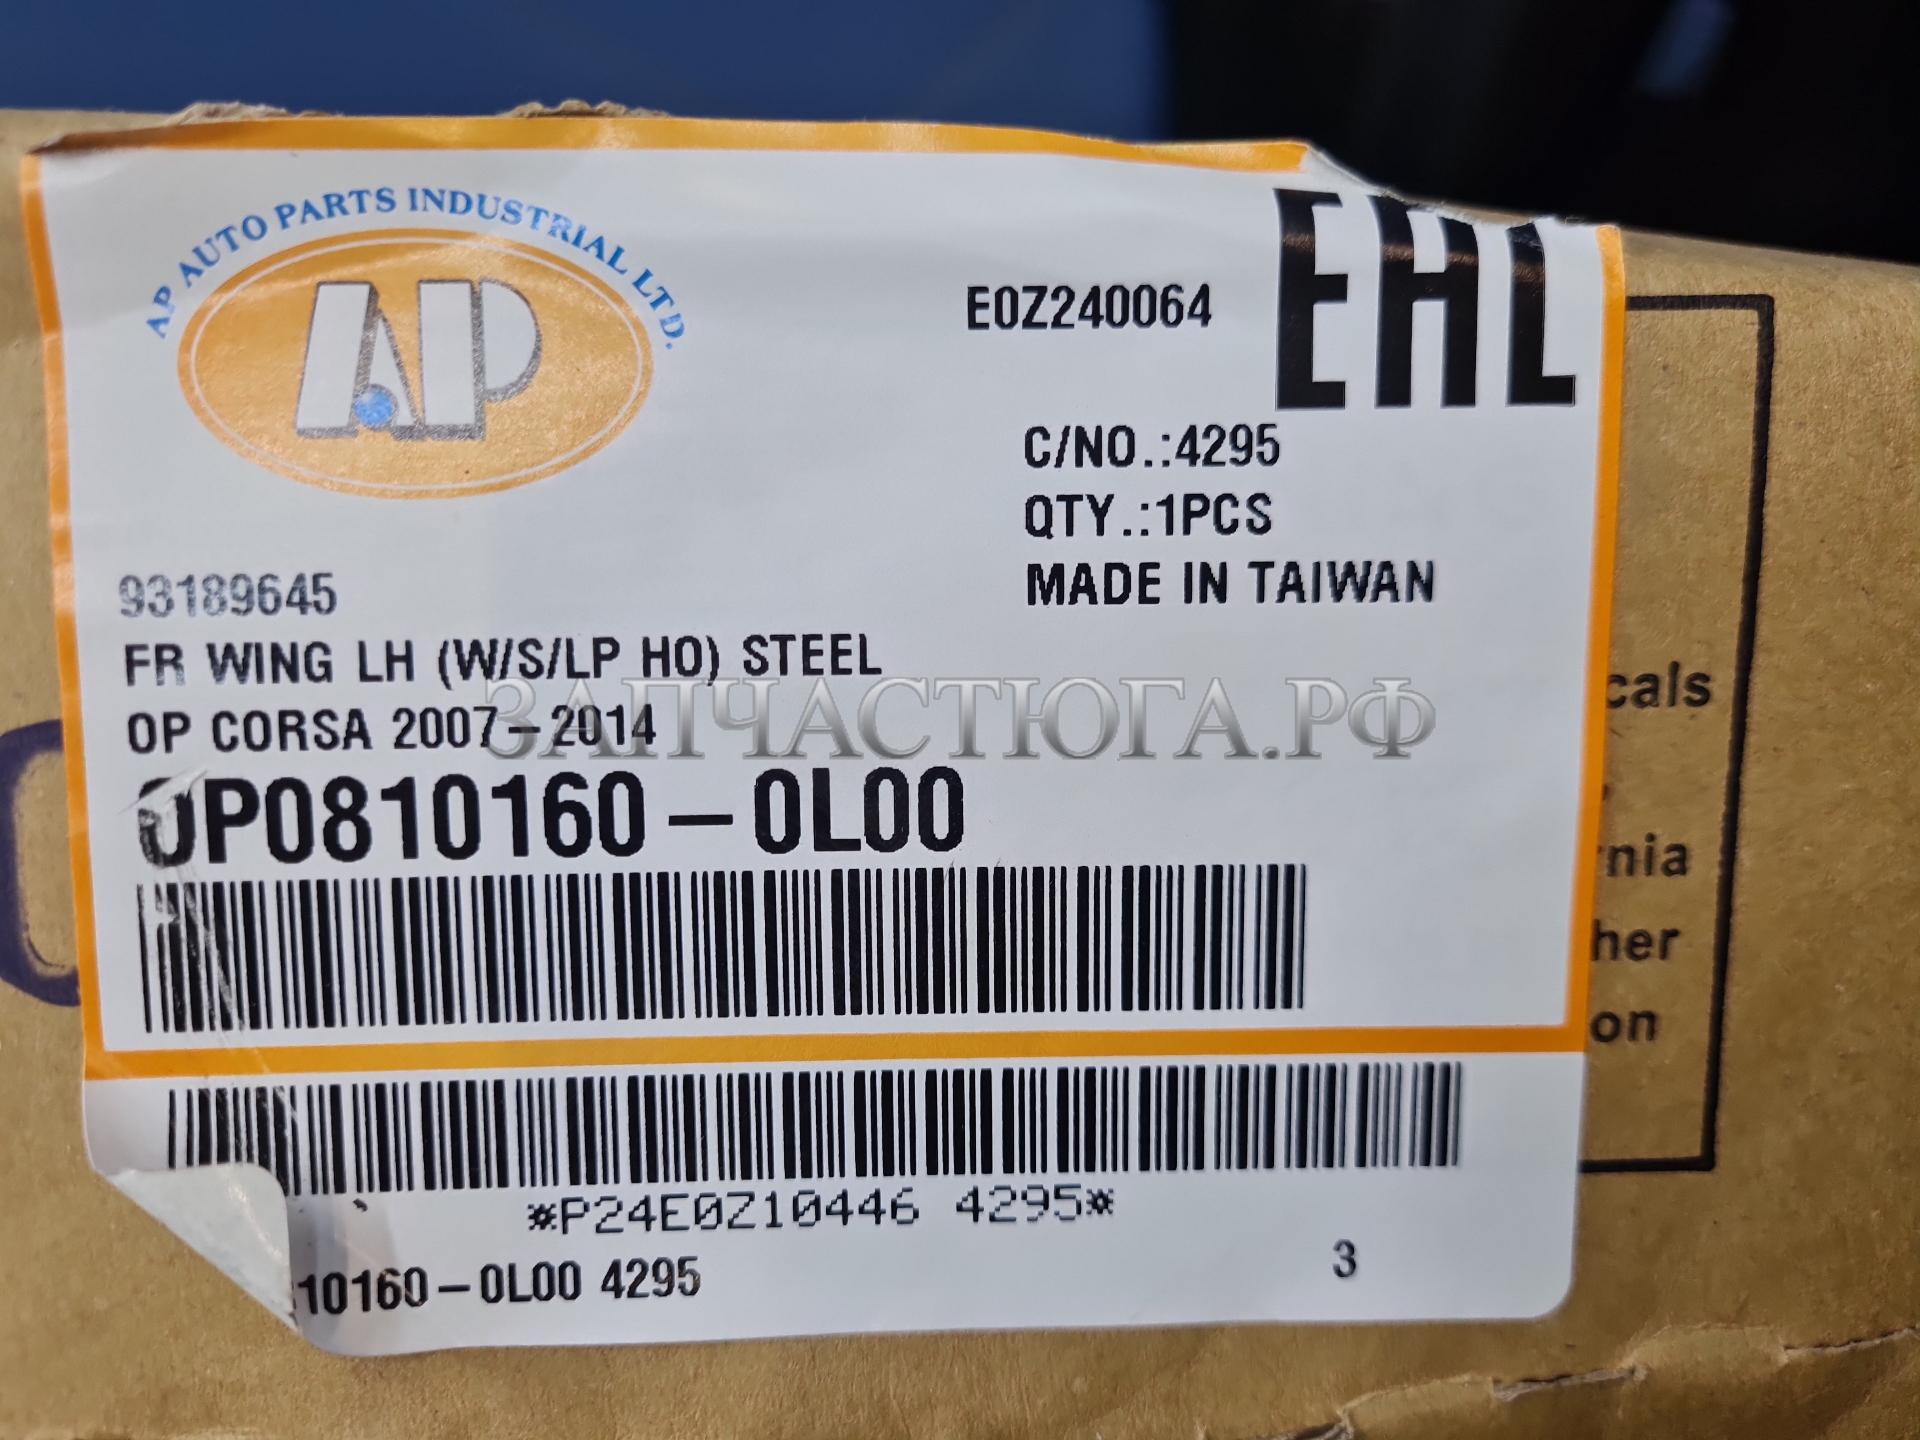 AP AUTO PARTS INDUSTRIAL LTD.
AP
E0Z240064
C/NO.:4295
QTY.:1PCS
MADE IN TAIWAN
93189645
FR WING LH (W/S/LP HO) STEEL
OP CORSA 2007-2014
ЗАПЧАСТЮГА.РФ
OP0810160-0L00
*P24E0Z10446 4295*
10160-0L00 4295
3
cals
nia
her
on